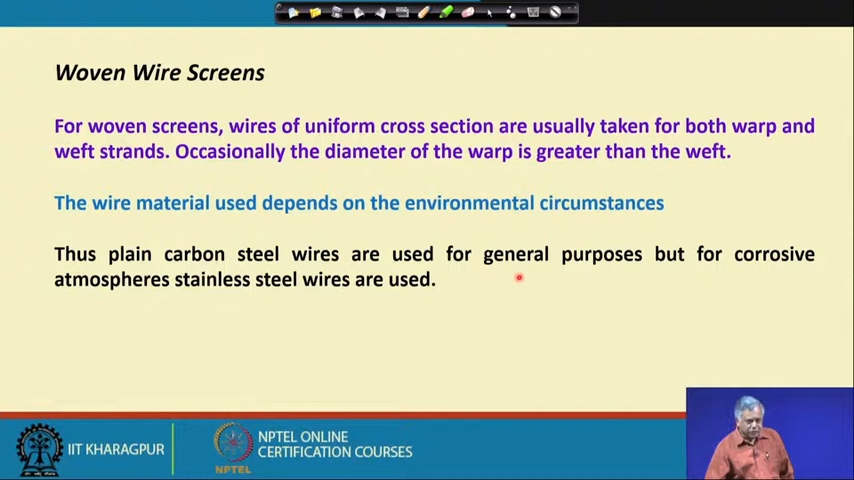 Woven Wire Screens
For woven screens, wires of uniform cross section are usually taken for both warp and
weft strands. Occasionally the diameter of the warp is greater than the weft.
The wire material used depends on the environmental circumstances
Thus plain carbon steel wires are used for general purposes but for corrosive
atmospheres stainless steel wires are used.
IIT KHARAGPUR
NPTEL
NPTEL ONLINE
CERTIFICATION COURSES